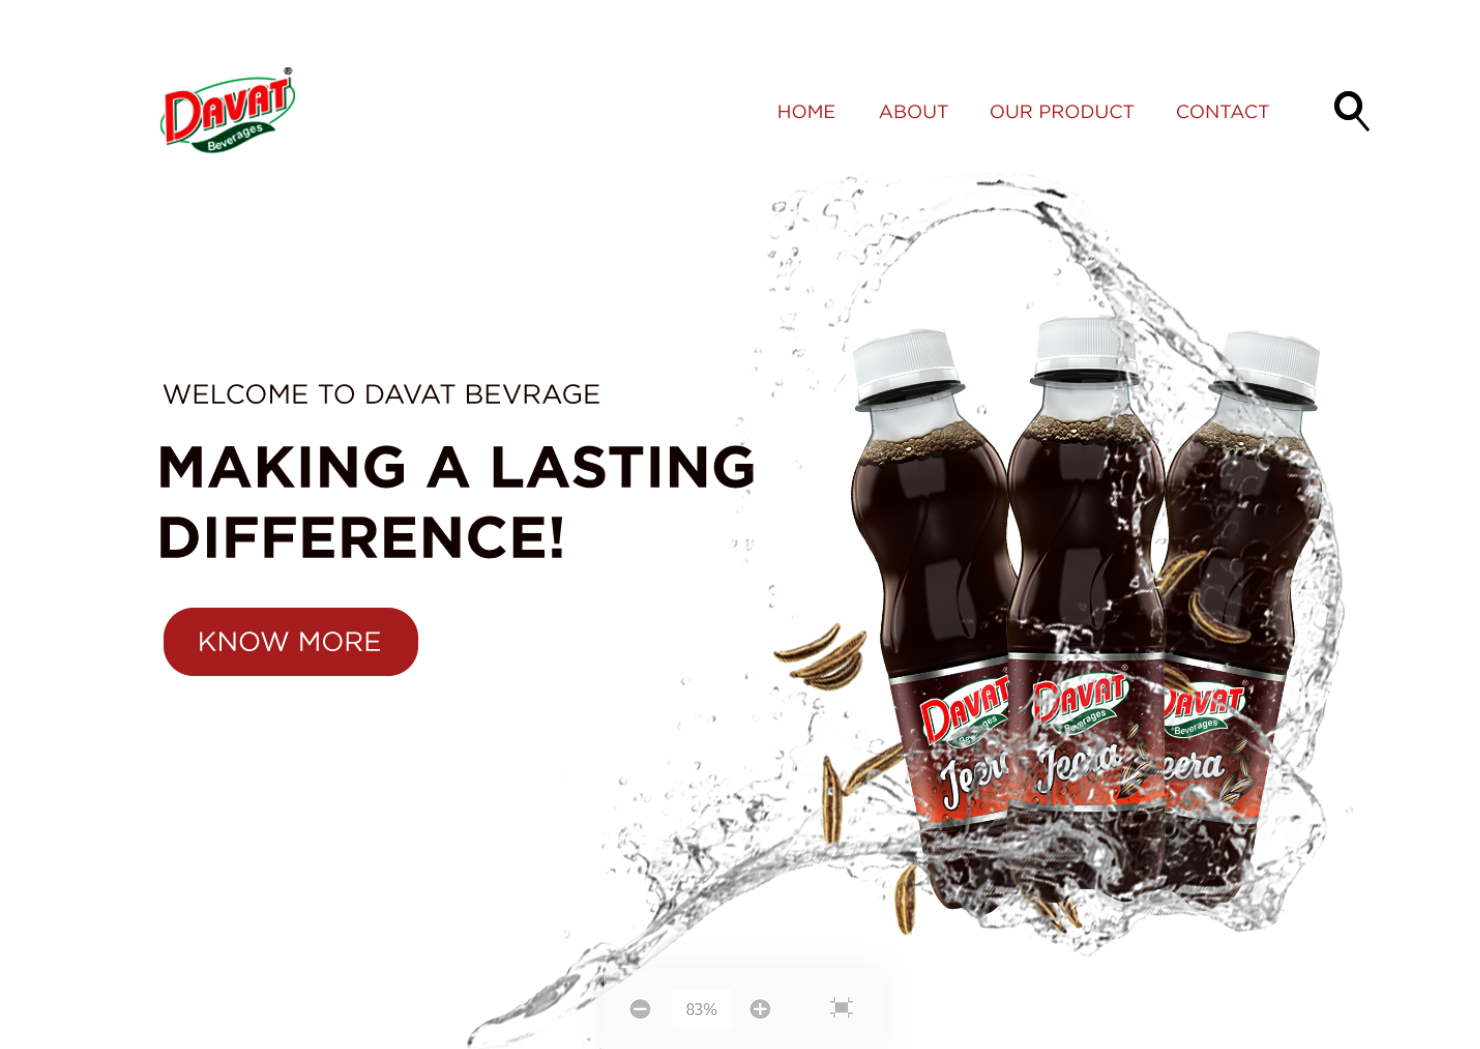 DAVAT®
Beverages
HOME ABOUT OUR PRODUCT CONTACT
WELCOME TO DAVAT BEVRAGE
MAKING A LASTING
DIFFERENCE!
KNOW MORE
DAVAT
Beverages
Jeera
DAVAT
Beverages
Jeera
DAVAT
Beverages
eera
83%